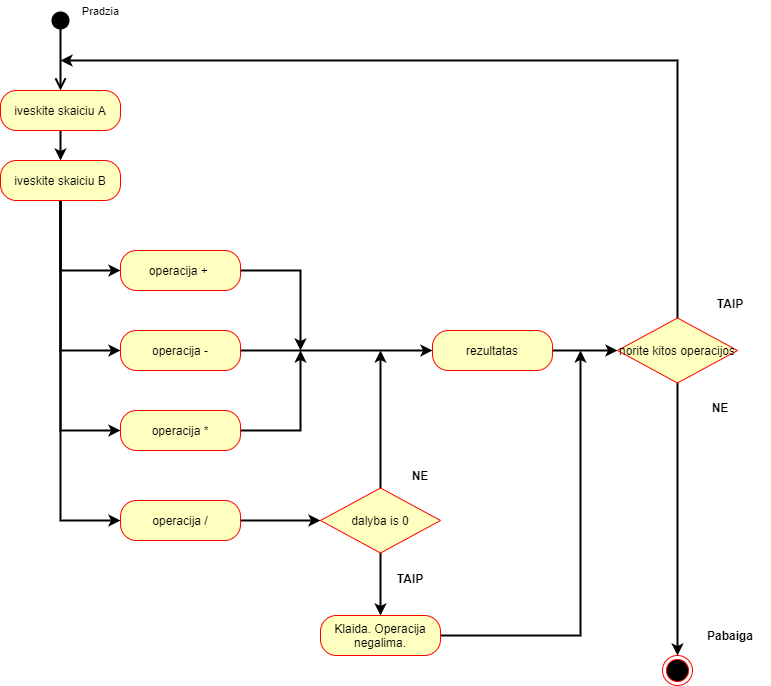 Pradzia
iveskite skaiciu A
iveskite skaiciu B
operacija +
TAIP
operacija -
rezultatas
norite kitos operacijos
NE
operacija *
NE
operacija /
dalyba is 0
TAIP
Klaida. Operacija
negalima.
Pabaiga